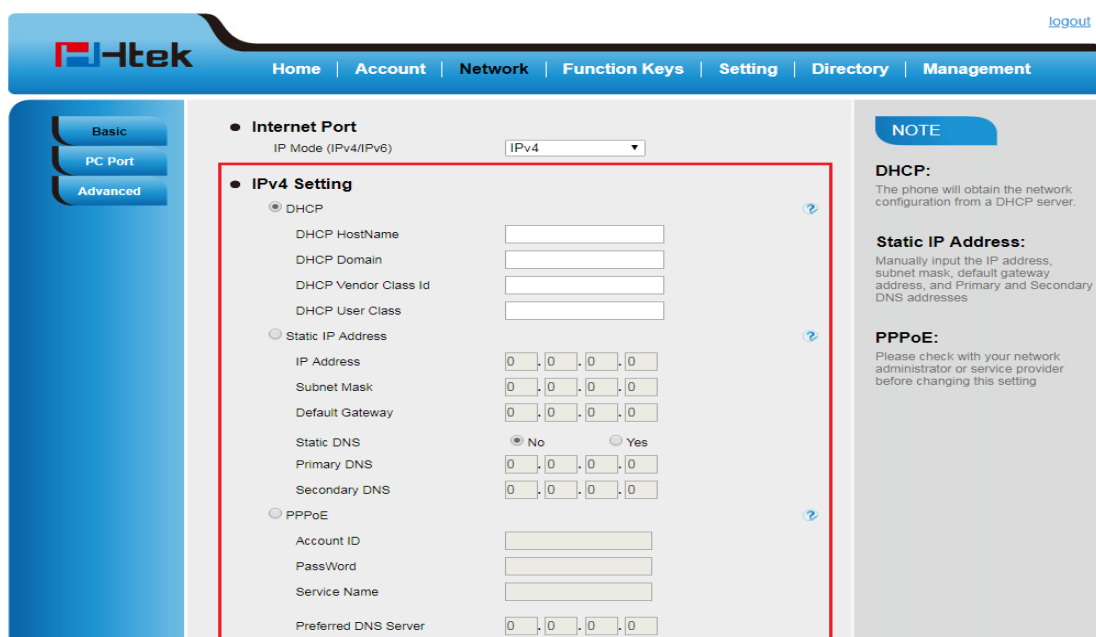 logout
Htek
Home | Account | Network | Function Keys | Setting | Directory | Management
Basic
PC Port
Advanced
Internet Port
IP Mode (IPv4/IPv6) IPv4
IPv4 Setting
DHCP
DHCP HostName
DHCP Domain
DHCP Vendor Class Id
DHCP User Class
Static IP Address
IP Address 0 . 0 . 0 . 0
Subnet Mask 0 . 0 . 0 . 0
Default Gateway 0 . 0 . 0 . 0
Static DNS No Yes
Primary DNS 0 . 0 . 0 . 0
Secondary DNS 0 . 0 . 0 . 0
PPPoE
Account ID
PassWord
Service Name
Preferred DNS Server 0 . 0 . 0 . 0
NOTE
DHCP:
The phone will obtain the network
configuration from a DHCP server.
Static IP Address:
Manually input the IP address,
subnet mask, default gateway
address, and Primary and Secondary
DNS addresses
PPPoE:
Please check with your network
administrator or service provider
before changing this setting